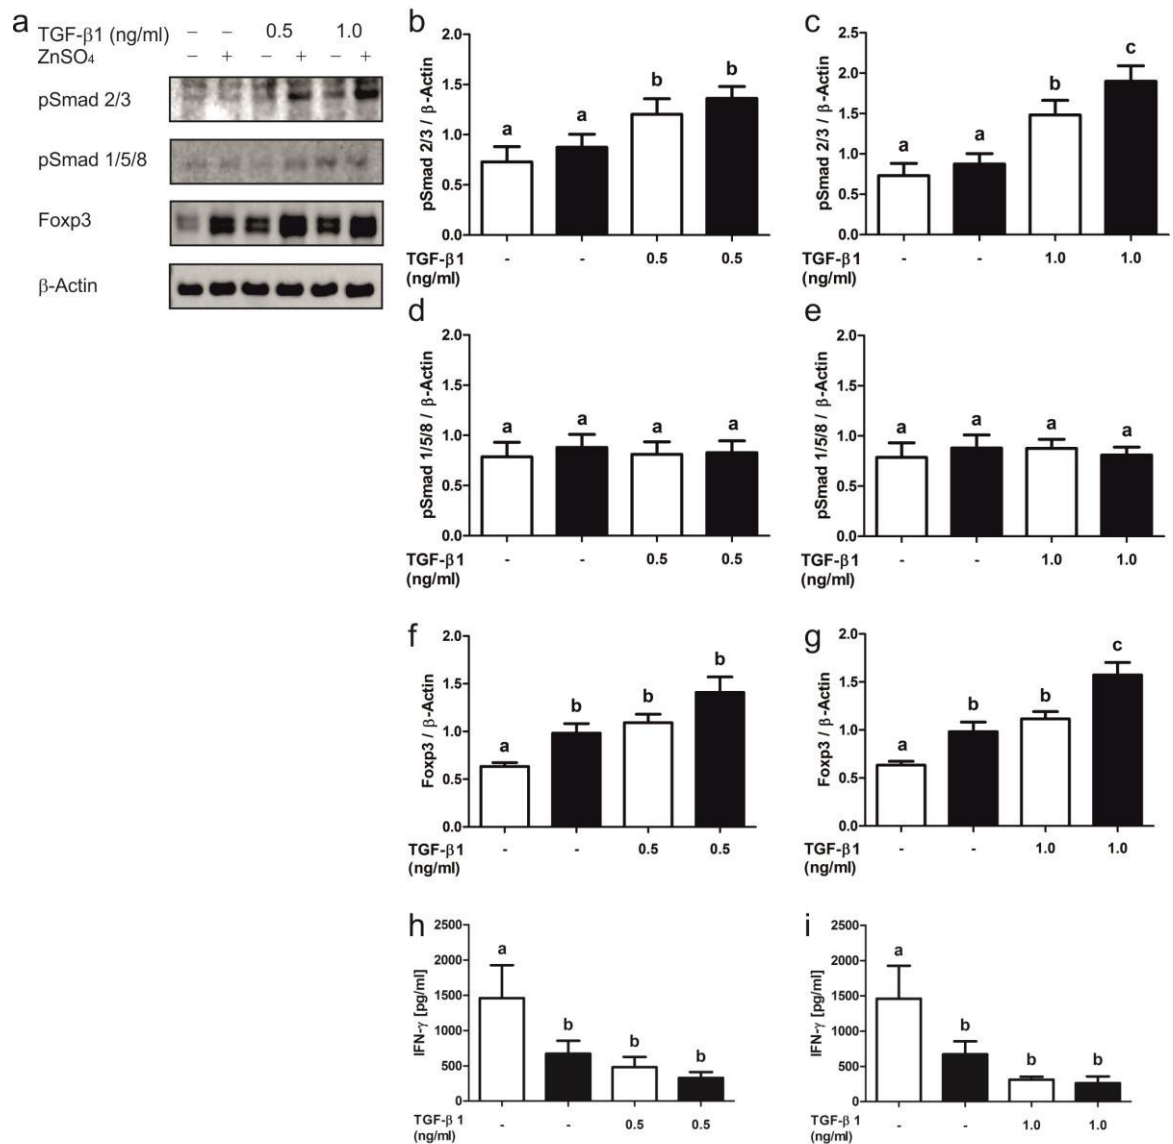 a
TGF-β1 (ng/ml) – – 0.5 1.0
ZnSO₄ – + – + – +
pSmad 2/3
pSmad 1/5/8
Foxp3
β-Actin
b
pSmad 2/3 / β-Actin
2.0
1.5
1.0
0.5
0.0
a a b b
TGF-β1 - - 0.5 0.5
(ng/ml)
c
pSmad 2/3 / β-Actin
2.5
2.0
1.5
1.0
0.5
0.0
a a b c
TGF-β1 - - 1.0 1.0
(ng/ml)
d
pSmad 1/5/8 / β-Actin
2.0
1.5
1.0
0.5
0.0
a a a a
TGF-β1 - - 0.5 0.5
(ng/ml)
e
pSmad 1/5/8 / β-Actin
2.0
1.5
1.0
0.5
0.0
a a a a
TGF-β1 - - 1.0 1.0
(ng/ml)
f
Foxp3 / β-Actin
2.0
1.5
1.0
0.5
0.0
a b b b
TGF-β1 - - 0.5 0.5
(ng/ml)
g
Foxp3 / β-Actin
2.0
1.5
1.0
0.5
0.0
a b b c
TGF-β1 - - 1.0 1.0
(ng/ml)
h
IFN-γ [pg/ml]
2500
2000
1500
1000
500
0
a b b b
TGF-β 1 - - 0.5 0.5
(ng/ml)
i
IFN-γ [pg/ml]
2500
2000
1500
1000
500
0
a b b b
TGF-β 1 - - 1.0 1.0
(ng/ml)